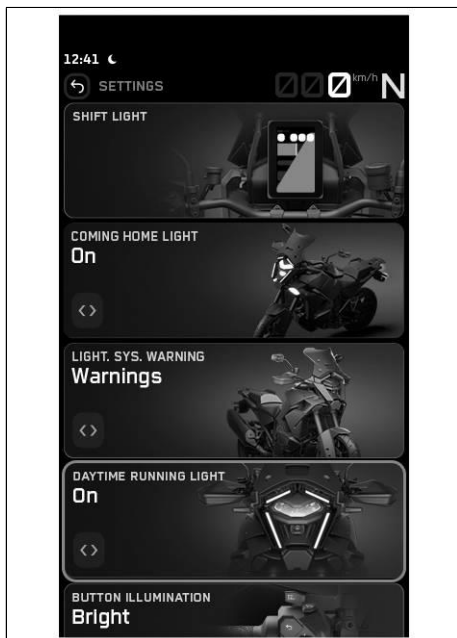 12:41
SETTINGS
000 km/h N
SHIFT LIGHT
COMING HOME LIGHT
On
LIGHT. SYS. WARNING
Warnings
DAYTIME RUNNING LIGHT
On
BUTTON ILLUMINATION
Bright